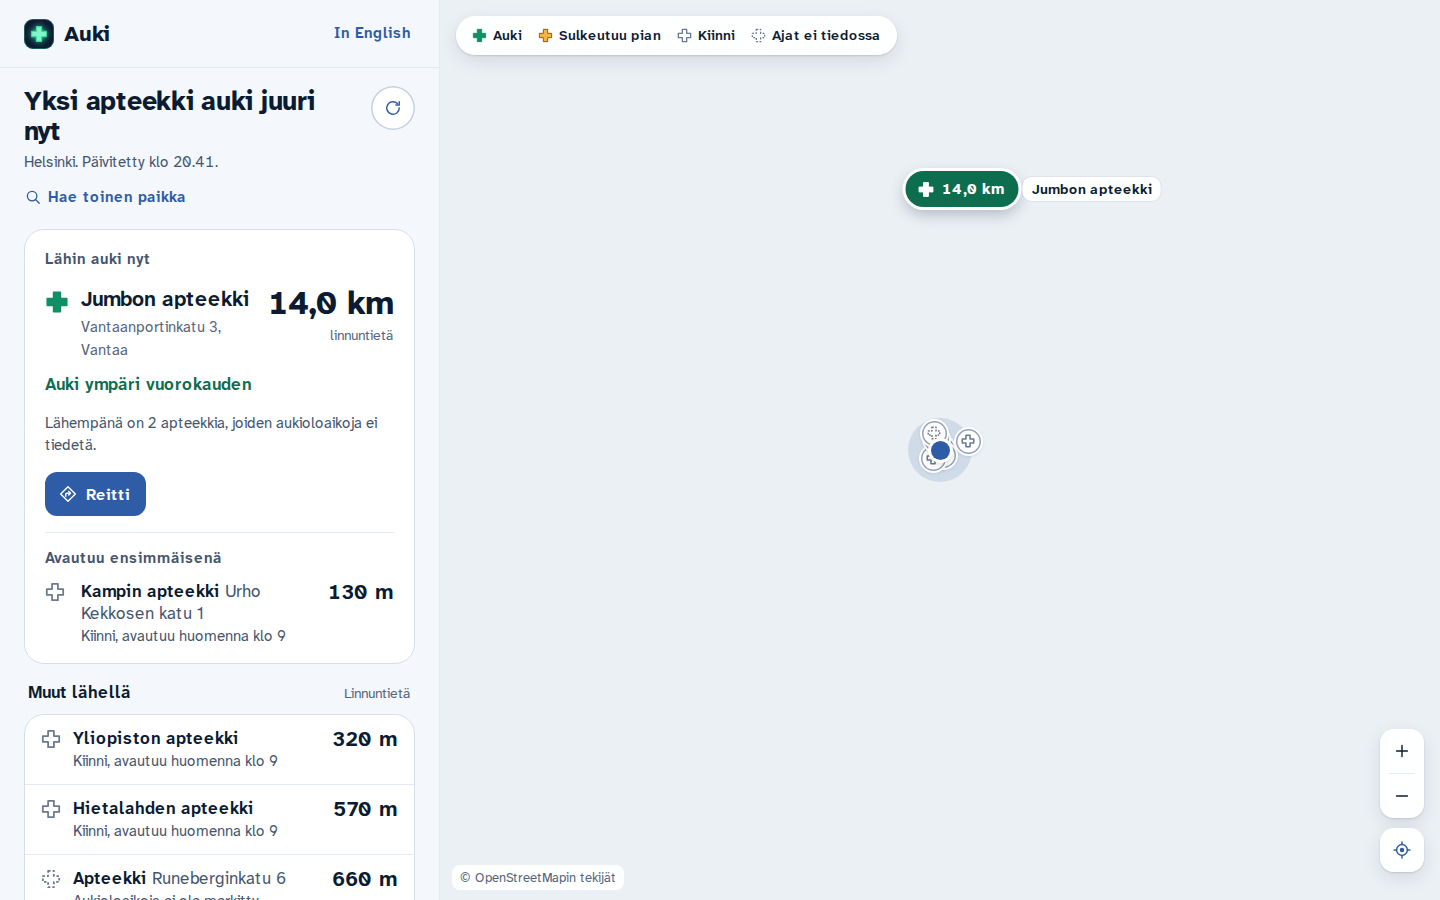 Auki
In English
Yksi apteekki auki juuri
nyt
Helsinki. Päivitetty klo 20.41.
Hae toinen paikka
Lähin auki nyt
Jumbon apteekki
14,0 km
Vantaanportinkatu 3,
Vantaa
linnuntietä
Auki ympäri vuorokauden
Lähempänä on 2 apteekkia, joiden aukioloaikoja ei
tiedetä.
Reitti
Avautuu ensimmäisenä
Kampin apteekki Urho
Kekkosen katu 1
130 m
Kiinni, avautuu huomenna klo 9
Muut lähellä
Linnuntietä
Yliopiston apteekki
320 m
Kiinni, avautuu huomenna klo 9
Hietalahden apteekki
570 m
Kiinni, avautuu huomenna klo 9
Apteekki Runeberginkatu 6
660 m
Auki
Sulkeutuu pian
Kiinni
Ajat ei tiedossa
14,0 km
Jumbon apteekki
+
−
© OpenStreetMapin tekijät